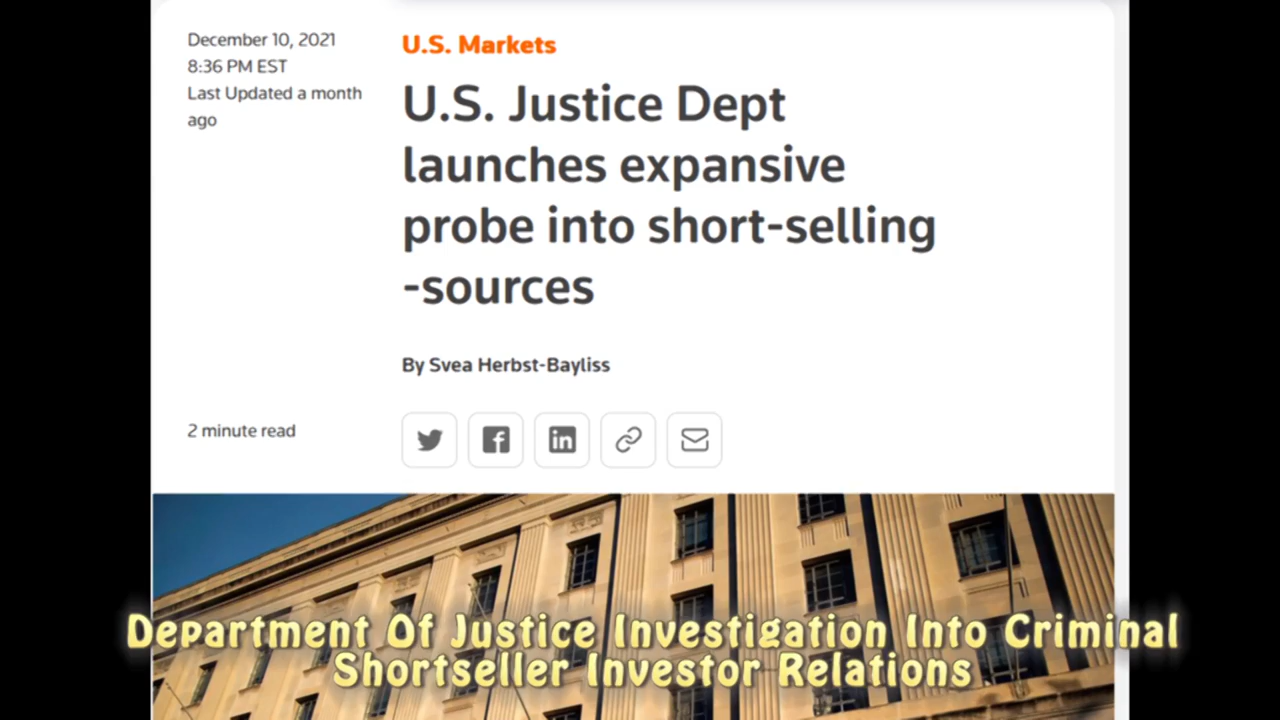 December 10, 2021
8:36 PM EST
Last Updated a month
ago
U.S. Markets
U.S. Justice Dept
launches expansive
probe into short-selling
-sources
By Svea Herbst-Bayliss
2 minute read
Department Of Justice Investigation Into Criminal
Shortseller Investor Relations